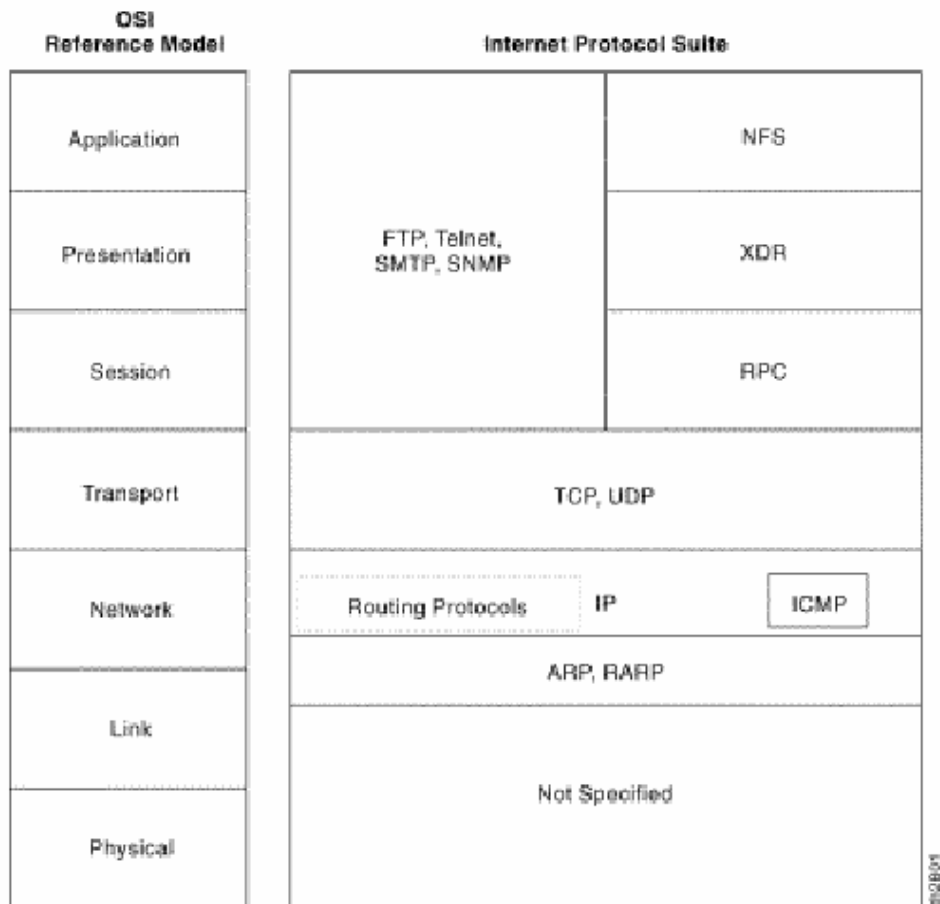 OSI
Reference Model
Internet Protocol Suite
Application
Presentation
Session
Transport
Network
Link
Physical
FTP, Telnet,
SMTP, SNMP
NFS
XDR
RPC
TCP, UDP
Routing Protocols
IP
ICMP
ARP, RARP
Not Specified